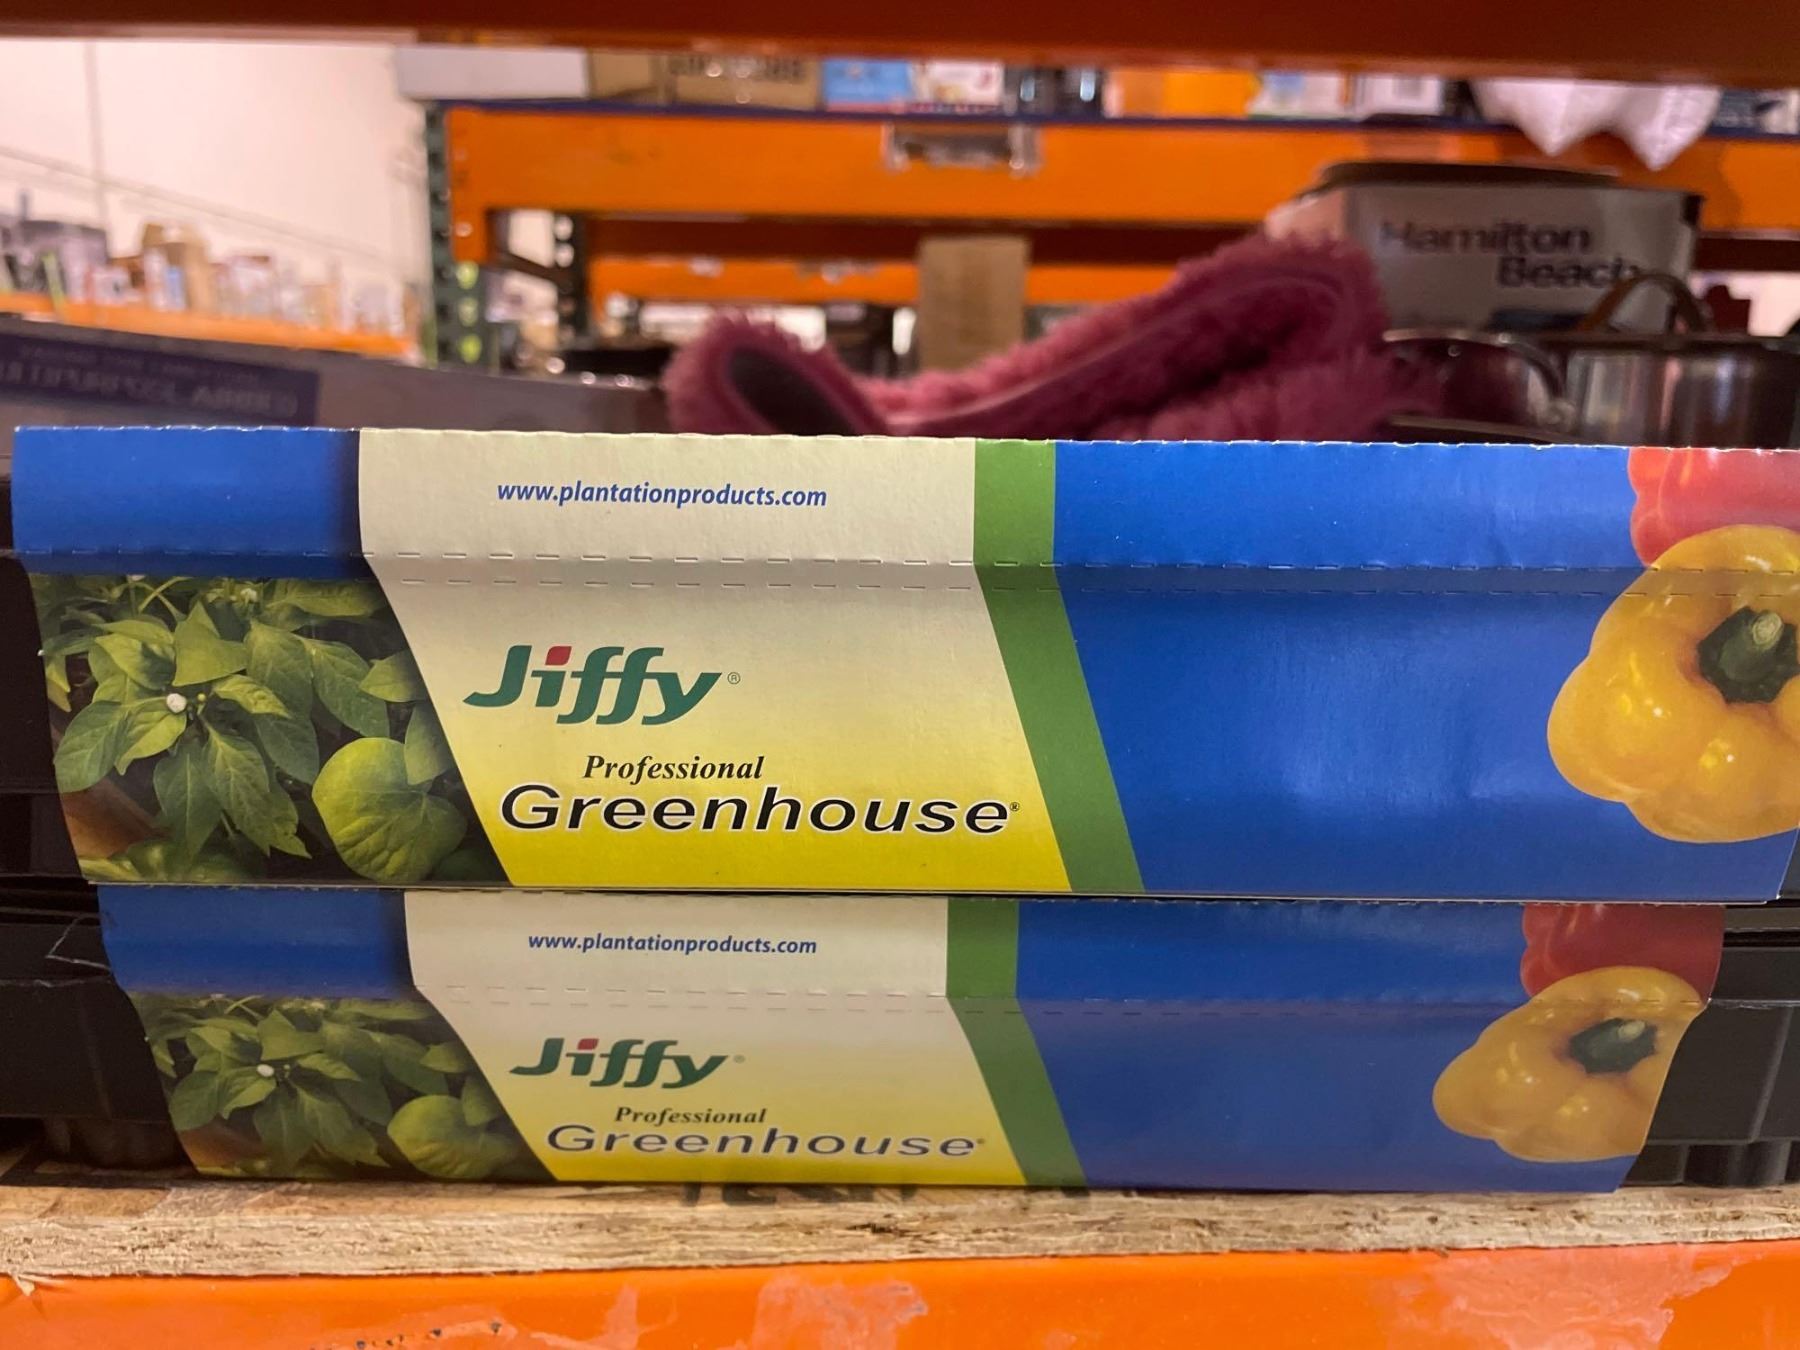 Hamilton
Beach
www.plantationproducts.com
Jiffy®
Professional
Greenhouse®
www.plantationproducts.com
Jiffy®
Professional
Greenhouse®